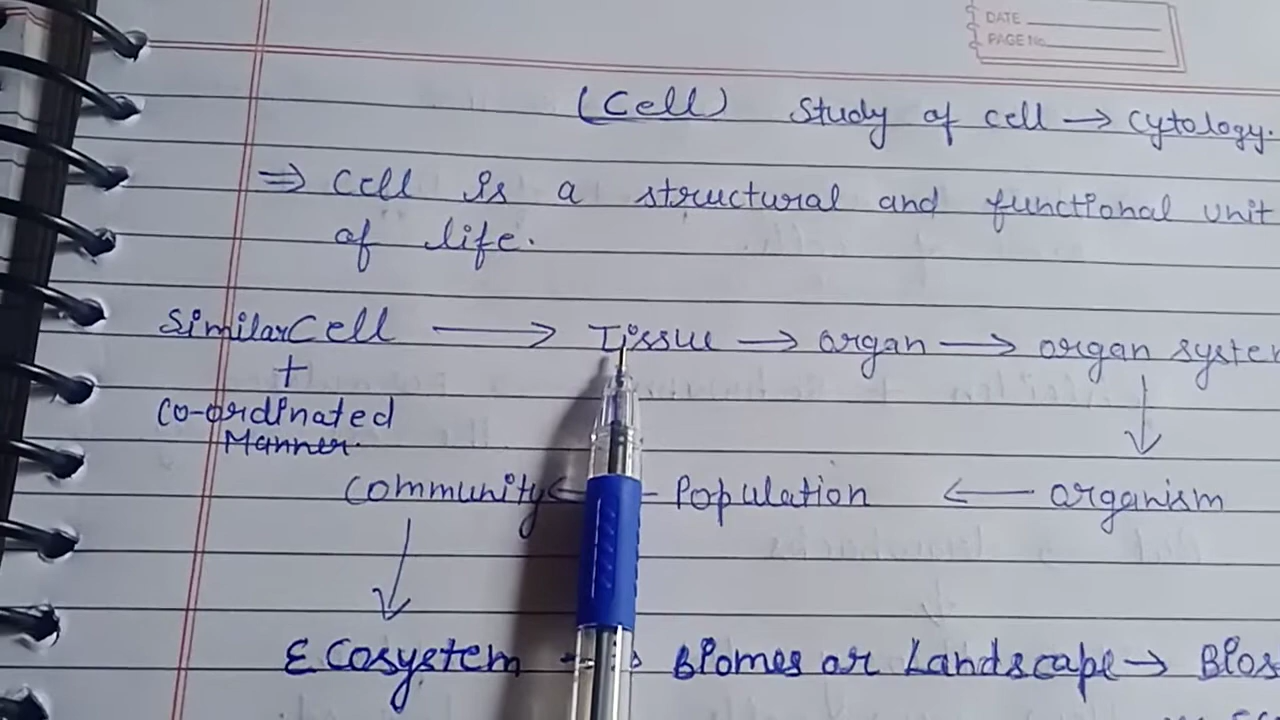 DATE
PAGE No.
(Cell) Study of cell → cytology.
⇒ Cell is a structural and functional unit
of life.
Similar Cell → Tissue → organ → organ system
+
Co-ordinated
Manner.
Community ← Population ← organism
Ecosystem → Biomes or Landscape →